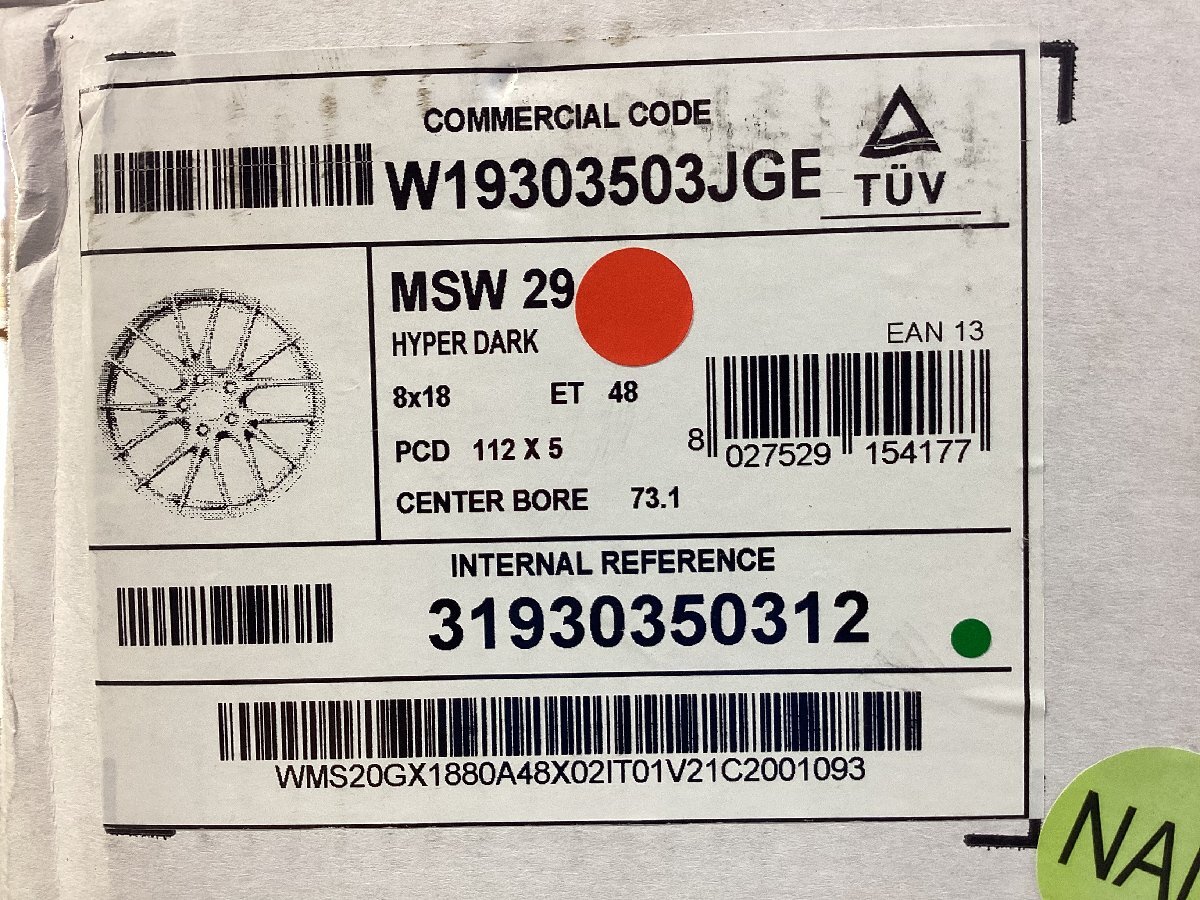 COMMERCIAL CODE
W19303503JGE
TÜV
MSW 29
HYPER DARK
8x18 ET 48
PCD 112 X 5
CENTER BORE 73.1
EAN 13
8 027529 154177
INTERNAL REFERENCE
31930350312
WMS20GX1880A48X02IT01V21C2001093